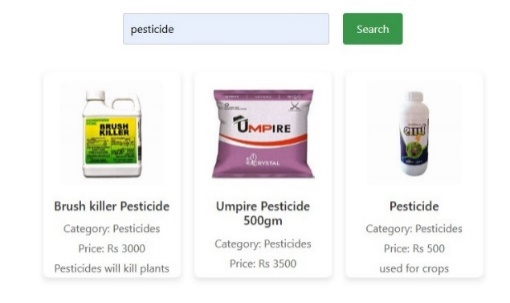 pesticide
Search
BRUSH
KILLER
UMPIRE
CRYSTAL
Brush killer Pesticide
Category: Pesticides
Price: Rs 3000
Pesticides will kill plants
Umpire Pesticide
500gm
Category: Pesticides
Price: Rs 3500
Pesticide
Category: Pesticides
Price: Rs 500
used for crops